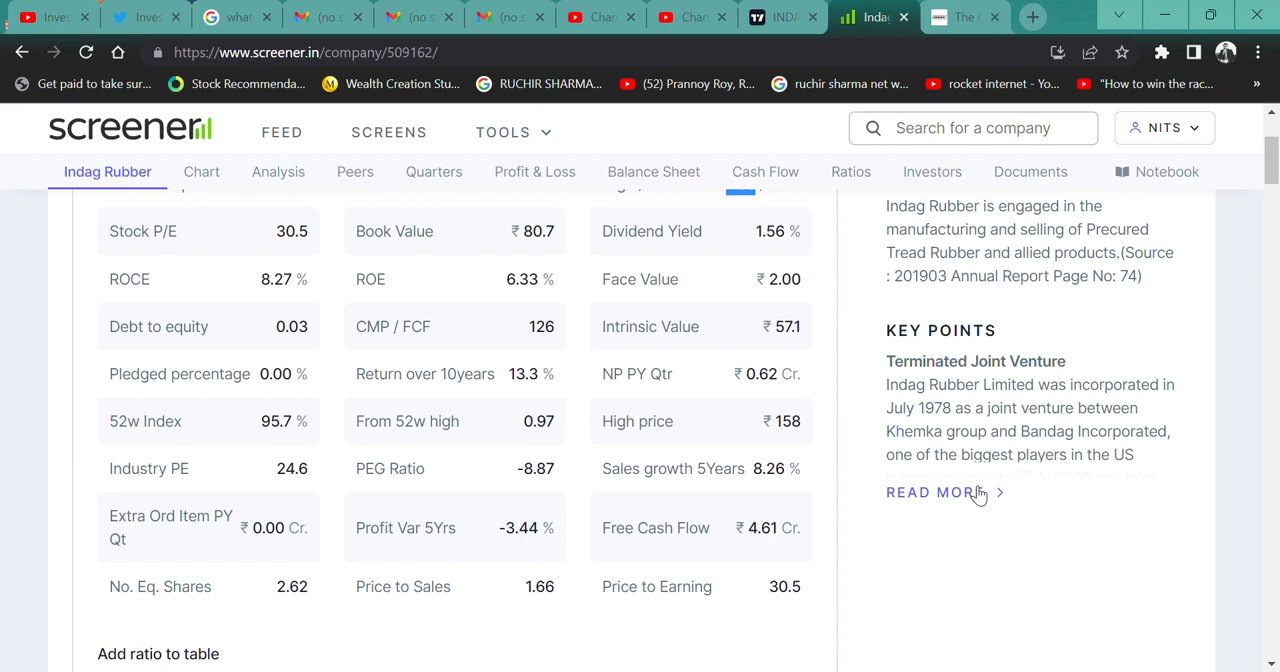 Inves
Inves
what
(no s
(no s
(no s
Chan
Chan
INDA
Indag
The C
https://www.screener.in/company/509162/
Get paid to take sur...
Stock Recommenda...
Wealth Creation Stu...
RUCHIR SHARMA...
(52) Prannoy Roy, R...
ruchir sharma net w...
rocket internet - Yo...
"How to win the rac...
»
screener
FEED
SCREENS
TOOLS
Search for a company
NITS
Indag Rubber
Chart
Analysis
Peers
Quarters
Profit & Loss
Balance Sheet
Cash Flow
Ratios
Investors
Documents
Notebook
Stock P/E 30.5
Book Value ₹ 80.7
Dividend Yield 1.56 %
ROCE 8.27 %
ROE 6.33 %
Face Value ₹ 2.00
Debt to equity 0.03
CMP / FCF 126
Intrinsic Value ₹ 57.1
Pledged percentage 0.00 %
Return over 10years 13.3 %
NP PY Qtr ₹ 0.62 Cr.
52w Index 95.7 %
From 52w high 0.97
High price ₹ 158
Industry PE 24.6
PEG Ratio -8.87
Sales growth 5Years 8.26 %
Extra Ord Item PY
Qt
₹ 0.00 Cr.
Profit Var 5Yrs -3.44 %
Free Cash Flow ₹ 4.61 Cr.
No. Eq. Shares 2.62
Price to Sales 1.66
Price to Earning 30.5
Add ratio to table
Indag Rubber is engaged in the
manufacturing and selling of Precured
Tread Rubber and allied products.(Source
: 201903 Annual Report Page No: 74)
KEY POINTS
Terminated Joint Venture
Indag Rubber Limited was incorporated in
July 1978 as a joint venture between
Khemka group and Bandag Incorporated,
one of the biggest players in the US
READ MORE